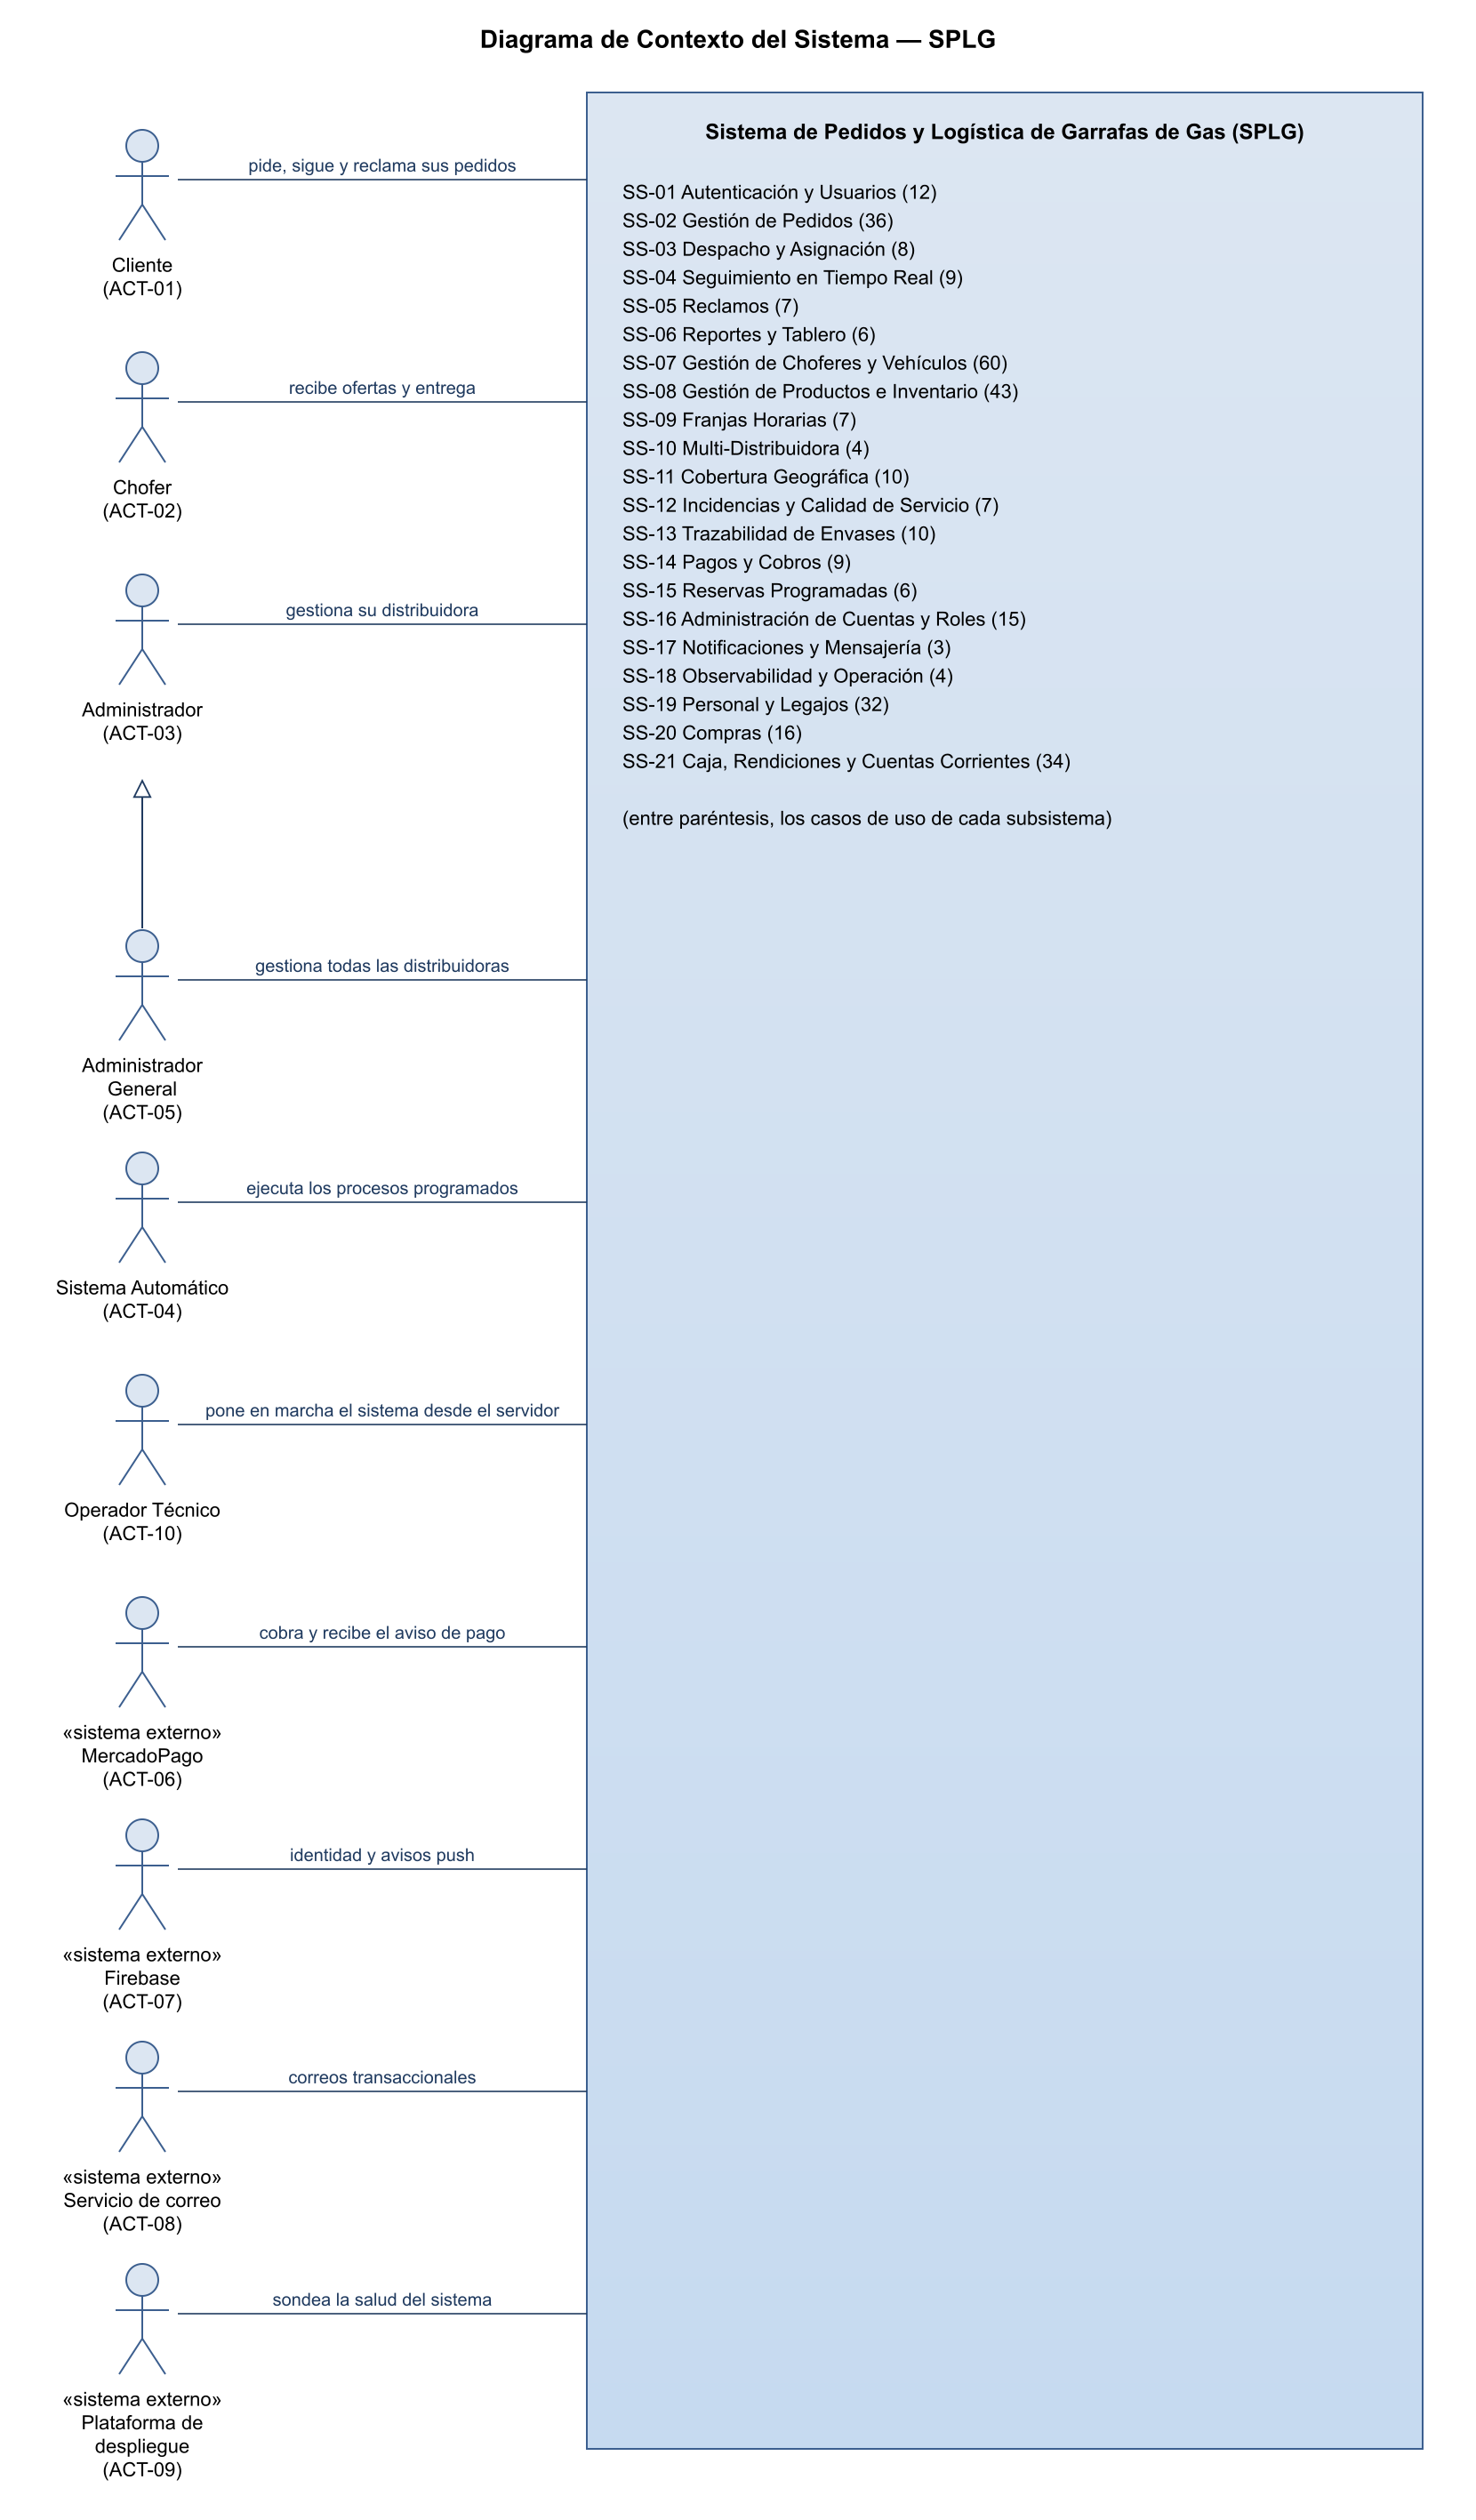 Diagrama de Contexto del Sistema — SPLG
Sistema de Pedidos y Logística de Garrafas de Gas (SPLG)
SS-01 Autenticación y Usuarios (12)
SS-02 Gestión de Pedidos (36)
SS-03 Despacho y Asignación (8)
SS-04 Seguimiento en Tiempo Real (9)
SS-05 Reclamos (7)
SS-06 Reportes y Tablero (6)
SS-07 Gestión de Choferes y Vehículos (60)
SS-08 Gestión de Productos e Inventario (43)
SS-09 Franjas Horarias (7)
SS-10 Multi-Distribuidora (4)
SS-11 Cobertura Geográfica (10)
SS-12 Incidencias y Calidad de Servicio (7)
SS-13 Trazabilidad de Envases (10)
SS-14 Pagos y Cobros (9)
SS-15 Reservas Programadas (6)
SS-16 Administración de Cuentas y Roles (15)
SS-17 Notificaciones y Mensajería (3)
SS-18 Observabilidad y Operación (4)
SS-19 Personal y Legajos (32)
SS-20 Compras (16)
SS-21 Caja, Rendiciones y Cuentas Corrientes (34)
(entre paréntesis, los casos de uso de cada subsistema)
pide, sigue y reclama sus pedidos
Cliente
(ACT-01)
recibe ofertas y entrega
Chofer
(ACT-02)
gestiona su distribuidora
Administrador
(ACT-03)
gestiona todas las distribuidoras
Administrador
General
(ACT-05)
ejecuta los procesos programados
Sistema Automático
(ACT-04)
pone en marcha el sistema desde el servidor
Operador Técnico
(ACT-10)
cobra y recibe el aviso de pago
«sistema externo»
MercadoPago
(ACT-06)
identidad y avisos push
«sistema externo»
Firebase
(ACT-07)
correos transaccionales
«sistema externo»
Servicio de correo
(ACT-08)
sondea la salud del sistema
«sistema externo»
Plataforma de
despliegue
(ACT-09)